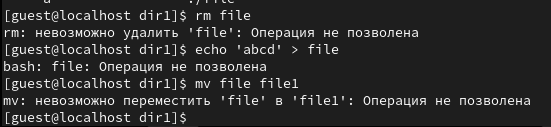 [guest@localhost dir1]$ rm file
rm: невозможно удалить 'file': Операция не позволена
[guest@localhost dir1]$ echo 'abcd' > file
bash: file: Операция не позволена
[guest@localhost dir1]$ mv file file1
mv: невозможно переместить 'file' в 'file1': Операция не позволена
[guest@localhost dir1]$